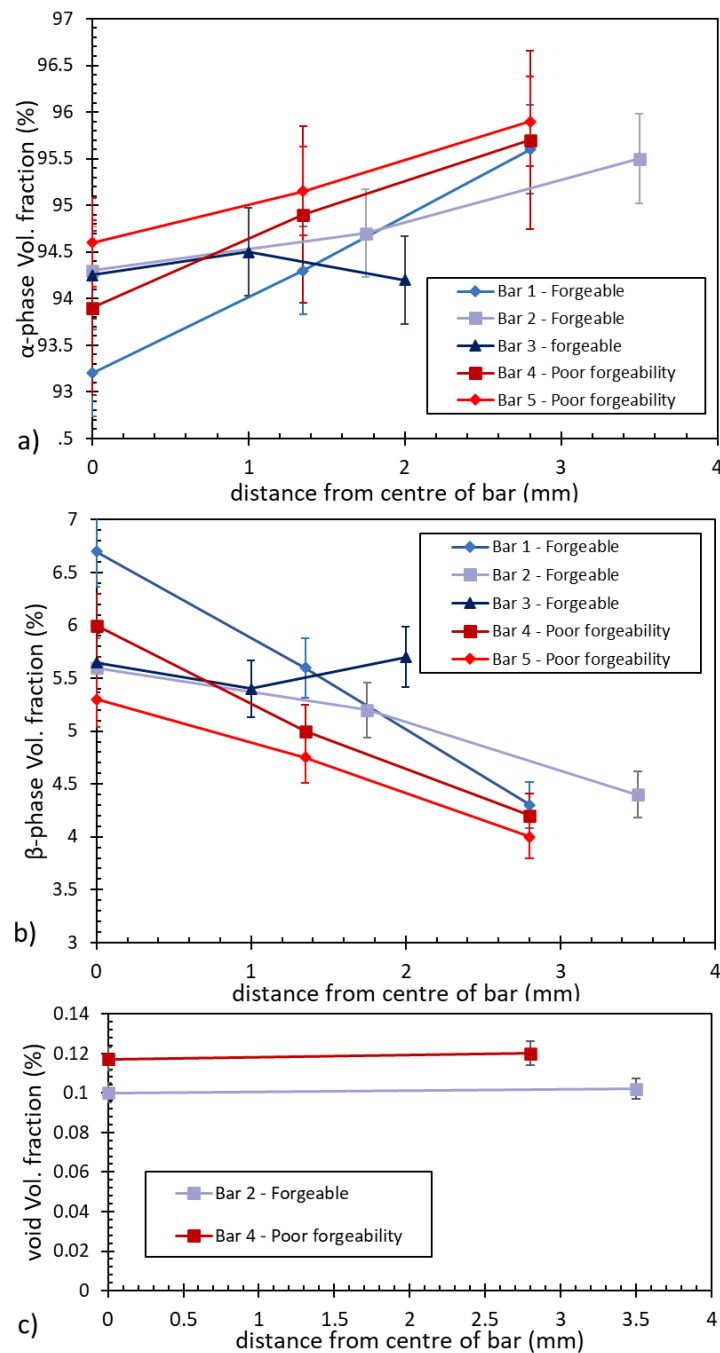 97
96.5
96
95.5
95
94.5
94
93.5
93
.5
α-phase Vol. fraction (%)
Bar 1 - Forgeable
Bar 2 - Forgeable
Bar 3 - forgeable
Bar 4 - Poor forgeability
Bar 5 - Poor forgeability
a)
0 1 2 3 4
distance from centre of bar (mm)
7
6.5
6
5.5
5
4.5
4
3.5
3
β-phase Vol. fraction (%)
Bar 1 - Forgeable
Bar 2 - Forgeable
Bar 3 - Forgeable
Bar 4 - Poor forgeability
Bar 5 - Poor forgeability
b)
0 1 2 3 4
distance from centre of bar (mm)
0.14
0.12
0.1
0.08
0.06
0.04
0.02
0
void Vol. fraction (%)
Bar 2 - Forgeable
Bar 4 - Poor forgeability
c)
0 0.5 1 1.5 2 2.5 3 3.5 4
distance from centre of bar (mm)